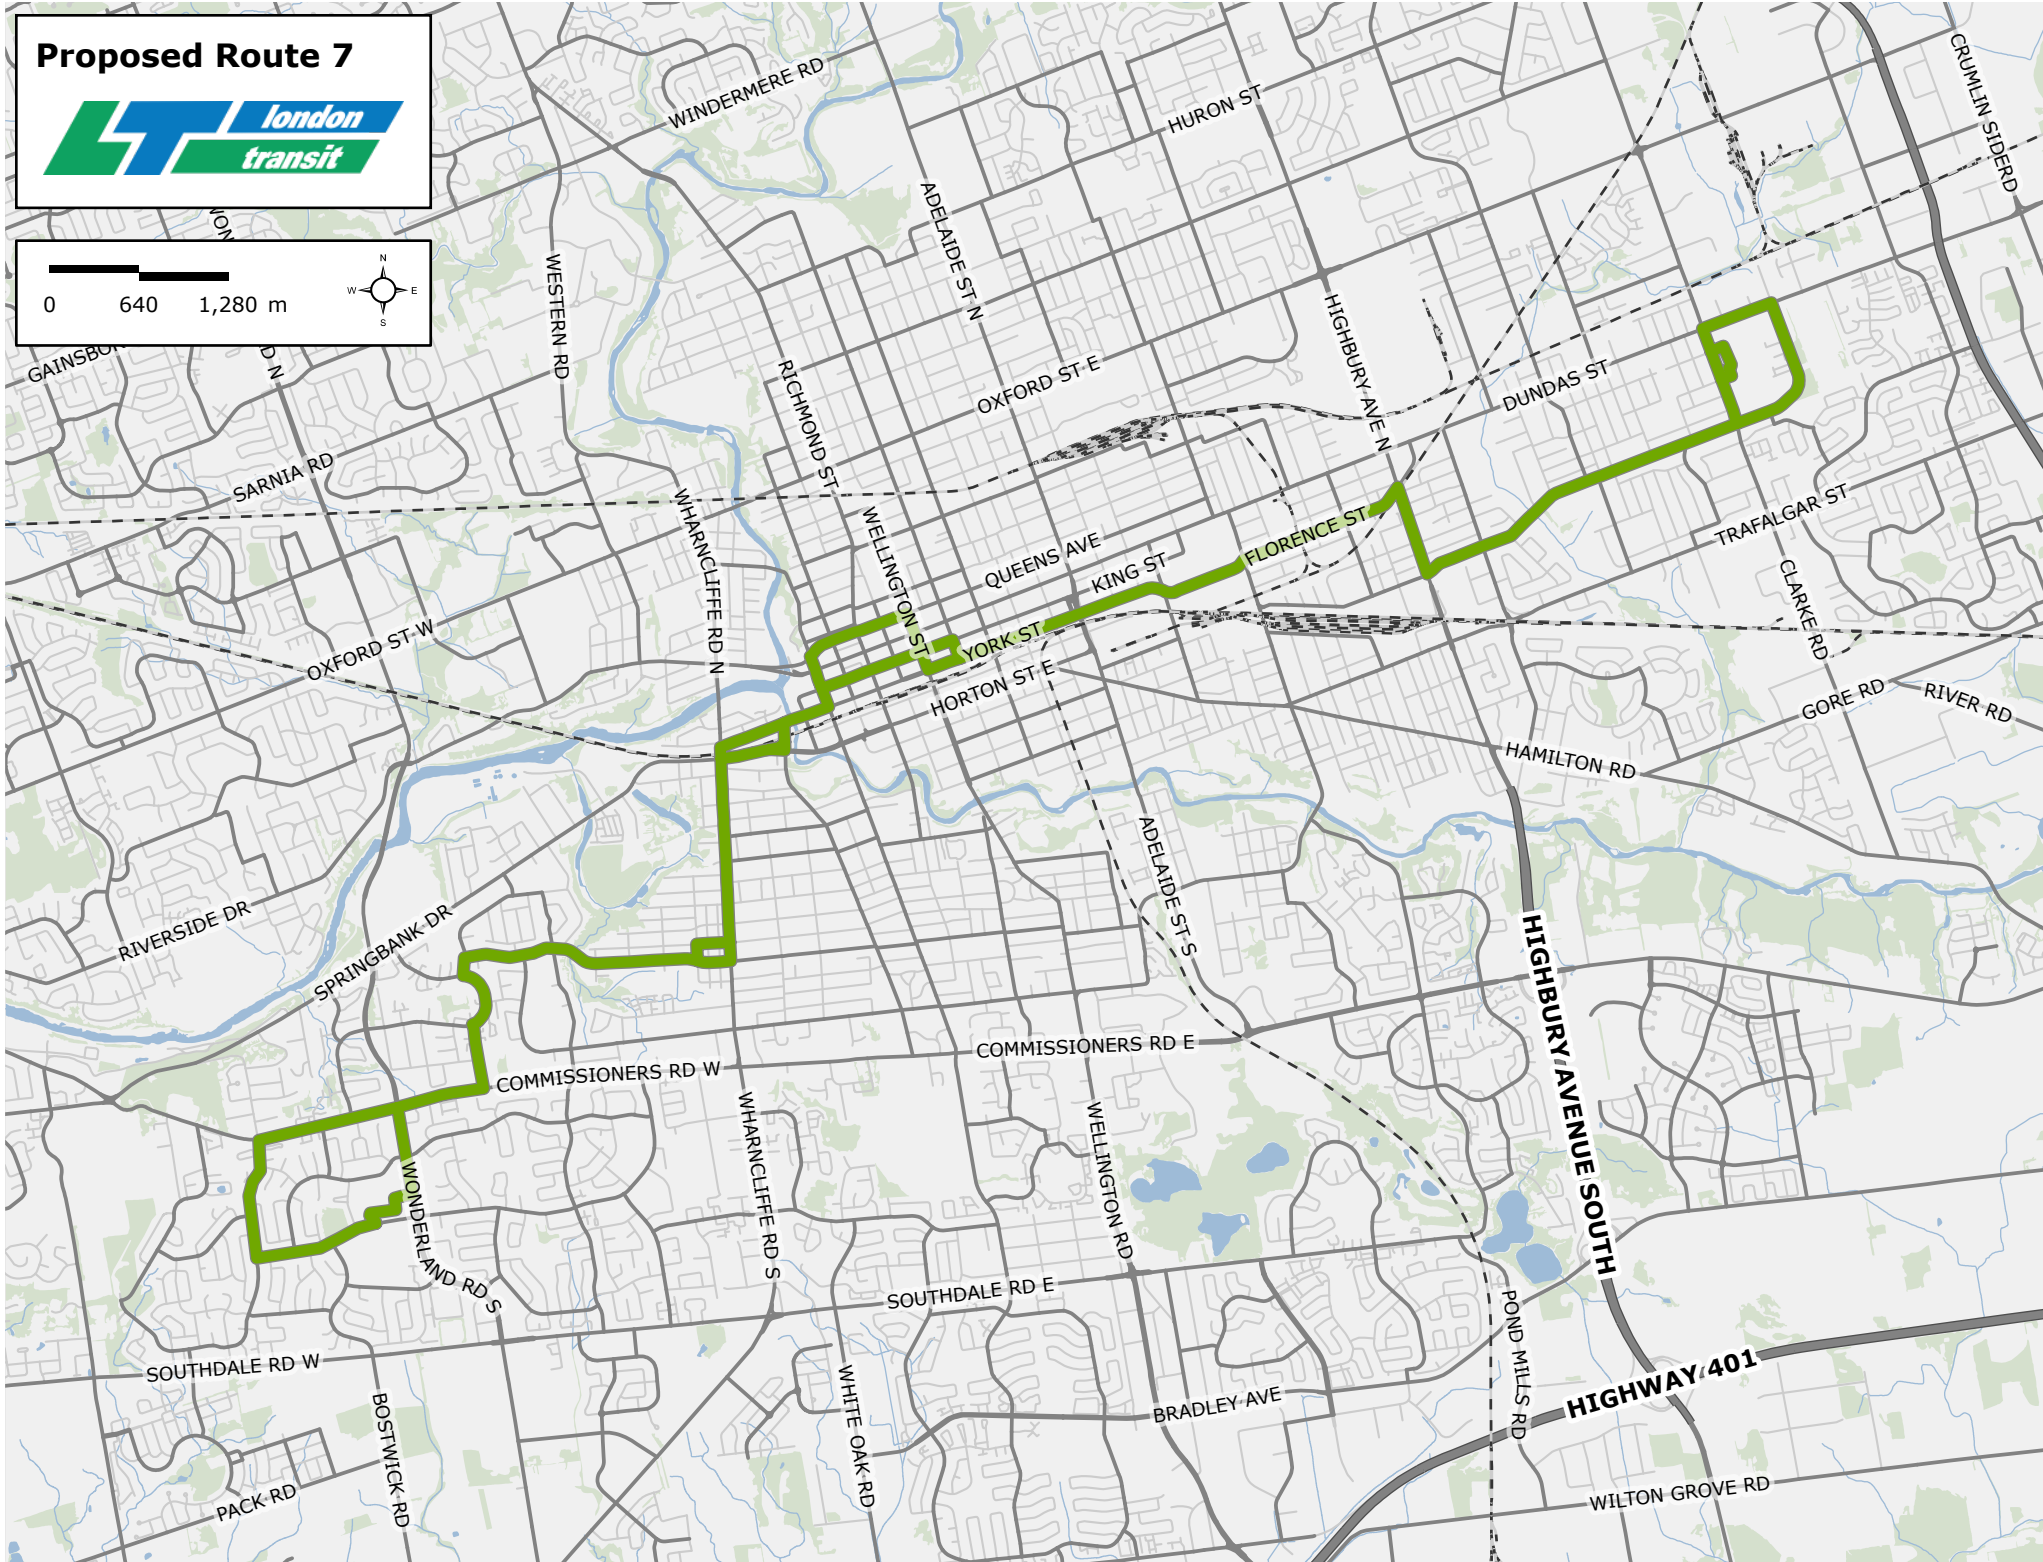 Proposed Route 7
london
transit
0 640 1,280 m
N
W E
S
WINDERMERE RD
HURON ST
CRUMLIN SIDERD
ADELAIDE ST N
WESTERN RD
D N
GAINSBOR
RICHMOND ST
OXFORD ST E
HIGHBURY AVE N
DUNDAS ST
SARNIA RD
WHARNCLIFFE RD N
WELLINGTON ST
QUEENS AVE
KING ST
FLORENCE ST
TRAFALGAR ST
CLARKE RD
OXFORD ST W
YORK ST
HORTON ST E
GORE RD
RIVER RD
HAMILTON RD
ADELAIDE ST S
RIVERSIDE DR
SPRINGBANK DR
HIGHBURY AVENUE SOUTH
COMMISSIONERS RD W
COMMISSIONERS RD E
WHARNCLIFFE RD S
WELLINGTON RD
WONDERLAND RD S
SOUTHDALE RD E
SOUTHDALE RD W
POND MILLS RD
HIGHWAY 401
BOSTWICK RD
WHITE OAK RD
BRADLEY AVE
PACK RD
WILTON GROVE RD